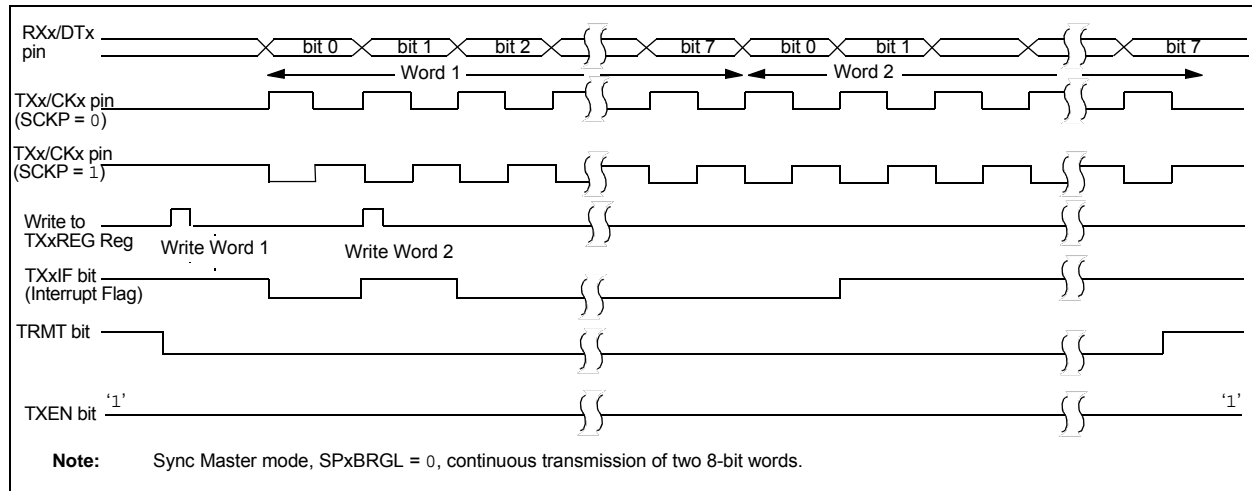 RXx/DTx
pin
bit 0 bit 1 bit 2 bit 7 bit 0 bit 1 bit 7
Word 1 Word 2
TXx/CKx pin
(SCKP = 0)
TXx/CKx pin
(SCKP = 1)
Write to
TXxREG Reg
Write Word 1 Write Word 2
TXxIF bit
(Interrupt Flag)
TRMT bit
TXEN bit ‘1’ ‘1’
Note: Sync Master mode, SPxBRGL = 0, continuous transmission of two 8-bit words.